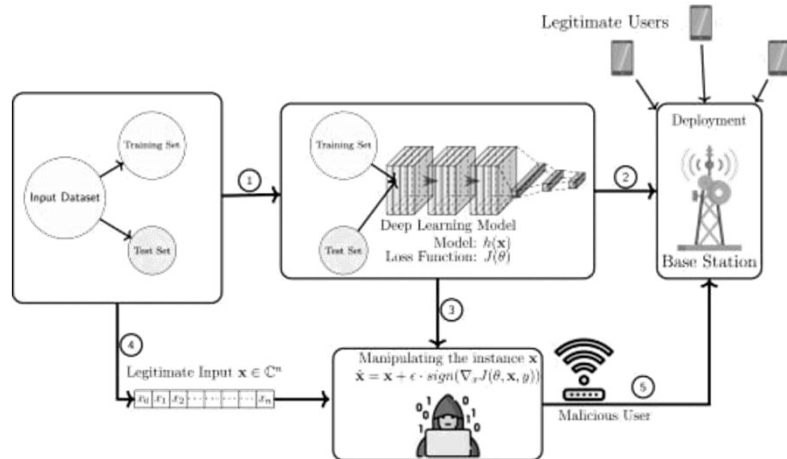 Legitimate Users
Training Set
Input Dataset
Test Set
1
Training Set
Test Set
Deep Learning Model
Model: h(x)
Loss Function: J(θ)
2
Deployment
Base Station
3
4
Legitimate Input x ∈ ℂⁿ
x₀ x₁ x₂ ............ xₙ
Manipulating the instance x
x̂ = x + ϵ · sign(∇ₓJ(θ, x, y))
5
Malicious User